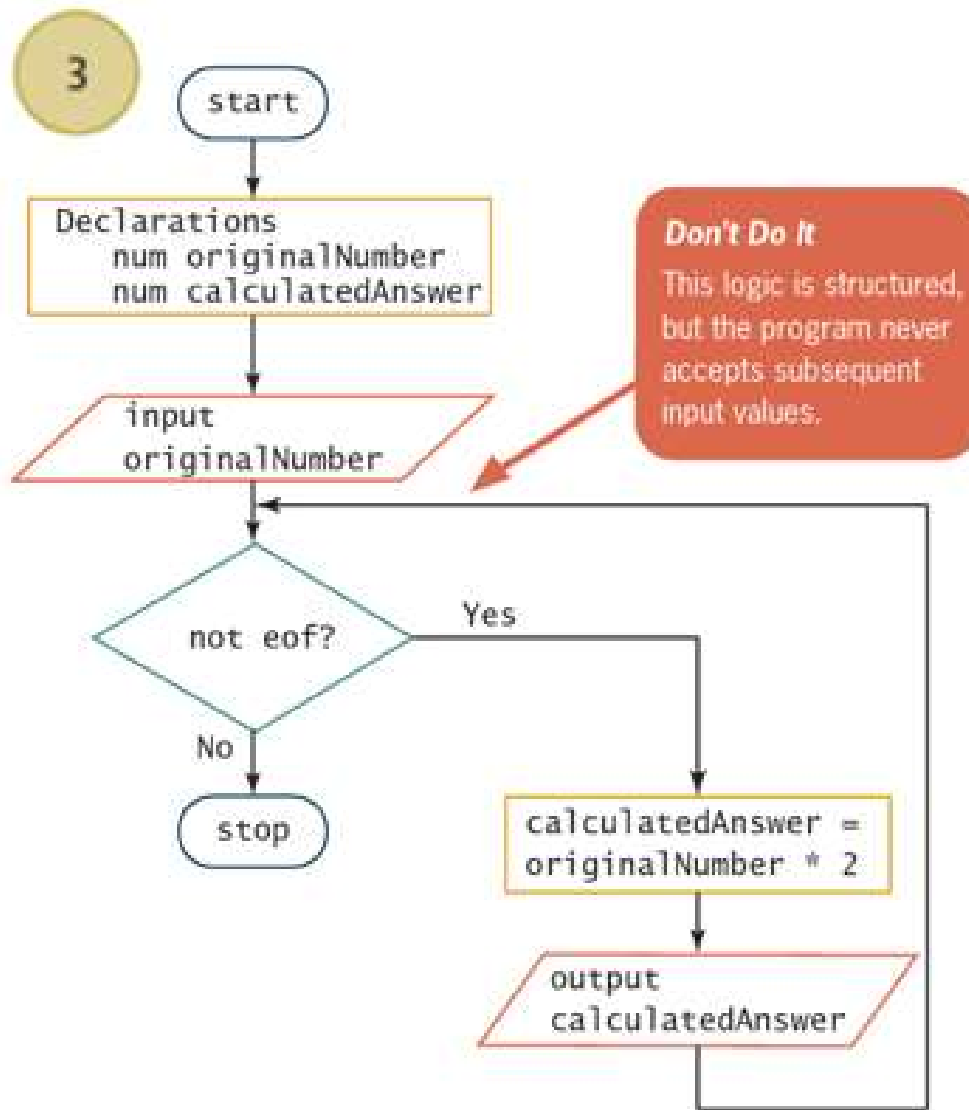 3
start
Declarations
num originalNumber
num calculatedAnswer
Don't Do It
This logic is structured,
but the program never
accepts subsequent
input values.
input
originalNumber
not eof?
Yes
No
stop
calculatedAnswer =
originalNumber * 2
output
calculatedAnswer